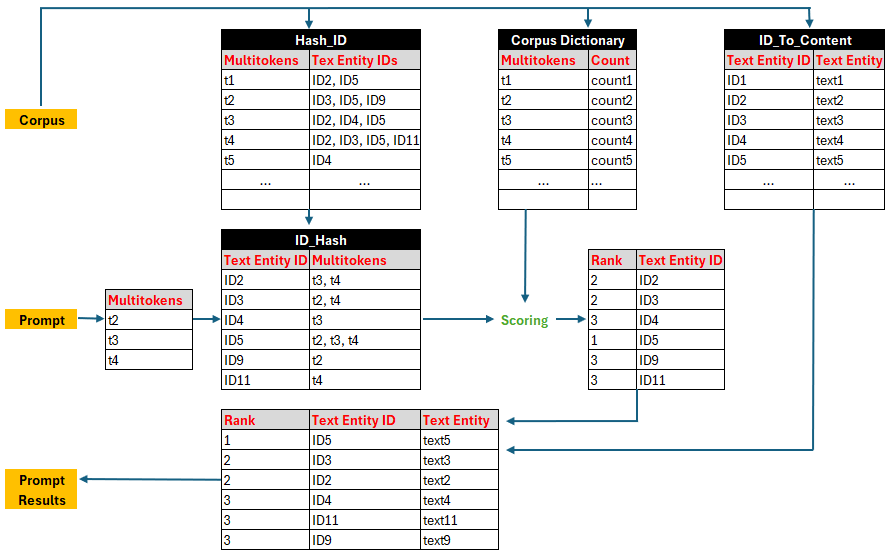 Hash_ID
Multitokens Tex Entity IDs
t1 ID2, ID5
t2 ID3, ID5, ID9
t3 ID2, ID4, ID5
t4 ID2, ID3, ID5, ID11
t5 ID4
... ...
Corpus Dictionary
Multitokens Count
t1 count1
t2 count2
t3 count3
t4 count4
t5 count5
... ...
ID_To_Content
Text Entity ID Text Entity
ID1 text1
ID2 text2
ID3 text3
ID4 text4
ID5 text5
... ...
Corpus
ID_Hash
Text Entity ID Multitokens
ID2 t3, t4
ID3 t2, t4
ID4 t3
ID5 t2, t3, t4
ID9 t2
ID11 t4
Prompt
Multitokens
t2
t3
t4
Scoring
Rank Text Entity ID
2 ID2
2 ID3
3 ID4
1 ID5
3 ID9
3 ID11
Rank Text Entity ID Text Entity
1 ID5 text5
2 ID3 text3
2 ID2 text2
3 ID4 text4
3 ID11 text11
3 ID9 text9
Prompt
Results